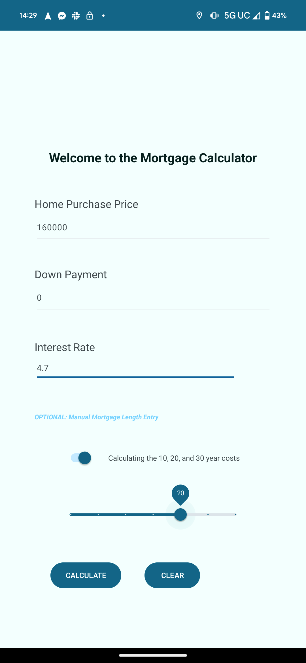 14:29 5G UC 43%
Welcome to the Mortgage Calculator
Home Purchase Price
160000
Down Payment
0
Interest Rate
4.7
OPTIONAL: Manual Mortgage Length Entry
Calculating the 10, 20, and 30 year costs
20
CALCULATE CLEAR